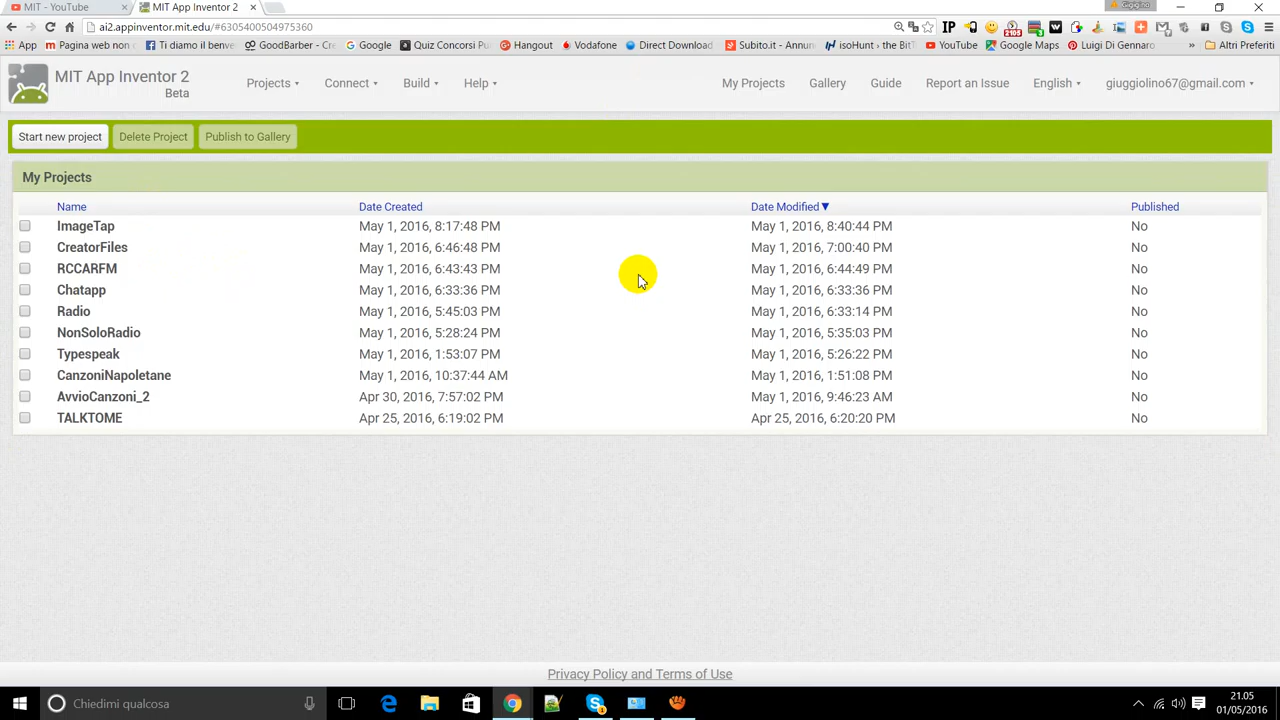 MIT - YouTube
MIT App Inventor 2
ai2.appinventor.mit.edu/#6305400504975360
App
Pagina web non d
Ti diamo il benve
GoodBarber - Cre
Google
Quiz Concorsi Pu
Hangout
Vodafone
Direct Download
Subito.it - Annun
isoHunt - the BitT
YouTube
Google Maps
Luigi Di Gennaro
»
Altri Preferiti
MIT App Inventor 2
Beta
Projects
Connect
Build
Help
My Projects
Gallery
Guide
Report an Issue
English
giuggiolino67@gmail.com
Start new project
Delete Project
Publish to Gallery
My Projects
Name Date Created Date Modified Published
ImageTap May 1, 2016, 8:17:48 PM May 1, 2016, 8:40:44 PM No
CreatorFiles May 1, 2016, 6:46:48 PM May 1, 2016, 7:00:40 PM No
RCCARFM May 1, 2016, 6:43:43 PM May 1, 2016, 6:44:49 PM No
Chatapp May 1, 2016, 6:33:36 PM May 1, 2016, 6:33:36 PM No
Radio May 1, 2016, 5:45:03 PM May 1, 2016, 6:33:14 PM No
NonSoloRadio May 1, 2016, 5:28:24 PM May 1, 2016, 5:35:03 PM No
Typespeak May 1, 2016, 1:53:07 PM May 1, 2016, 5:26:22 PM No
CanzoniNapoletane May 1, 2016, 10:37:44 AM May 1, 2016, 1:51:08 PM No
AvvioCanzoni_2 Apr 30, 2016, 7:57:02 PM May 1, 2016, 9:46:23 AM No
TALKTOME Apr 25, 2016, 6:19:02 PM Apr 25, 2016, 6:20:20 PM No
Privacy Policy and Terms of Use
Chiedimi qualcosa
21.05
01/05/2016